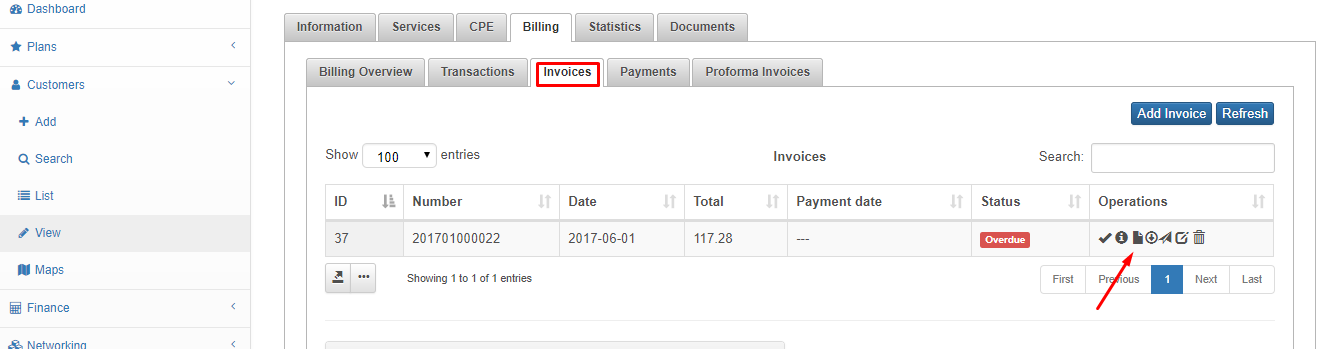 Dashboard
Plans
Customers
Add
Search
List
View
Maps
Finance
Networking
Information Services CPE Billing Statistics Documents
Billing Overview Transactions Invoices Payments Proforma Invoices
Add Invoice Refresh
Show 100 entries Invoices Search:
ID Number Date Total Payment date Status Operations
37 201701000022 2017-06-01 117.28 --- Overdue
Showing 1 to 1 of 1 entries First Previous 1 Next Last